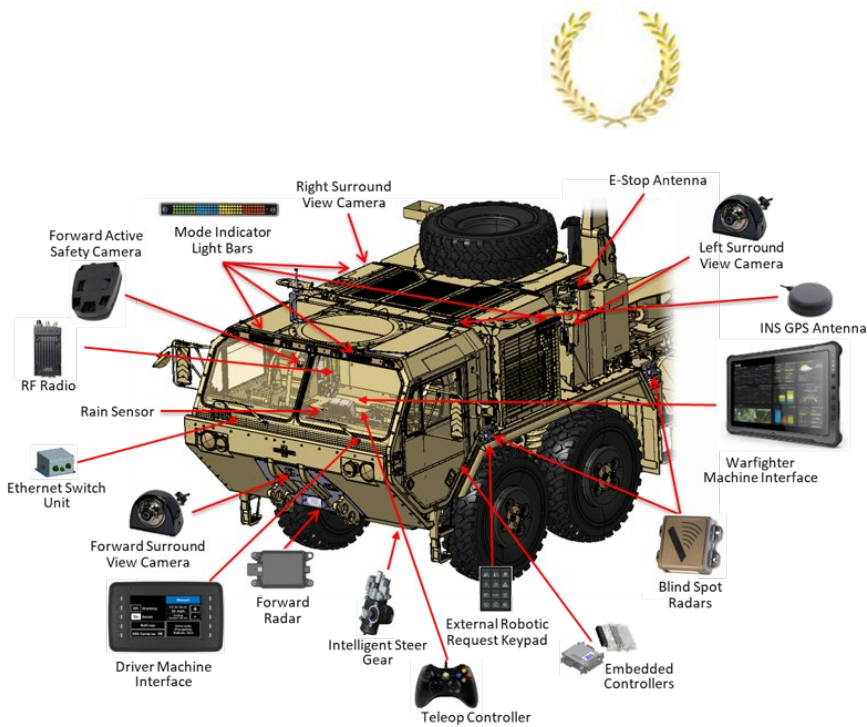 Right Surround
View Camera
E-Stop Antenna
Mode Indicator
Light Bars
Forward Active
Safety Camera
Left Surround
View Camera
INS GPS Antenna
RF Radio
Rain Sensor
Warfighter
Machine Interface
Ethernet Switch
Unit
Forward Surround
View Camera
Forward
Radar
Blind Spot
Radars
Intelligent Steer
Gear
External Robotic
Request Keypad
Embedded
Controllers
Driver Machine
Interface
Teleop Controller